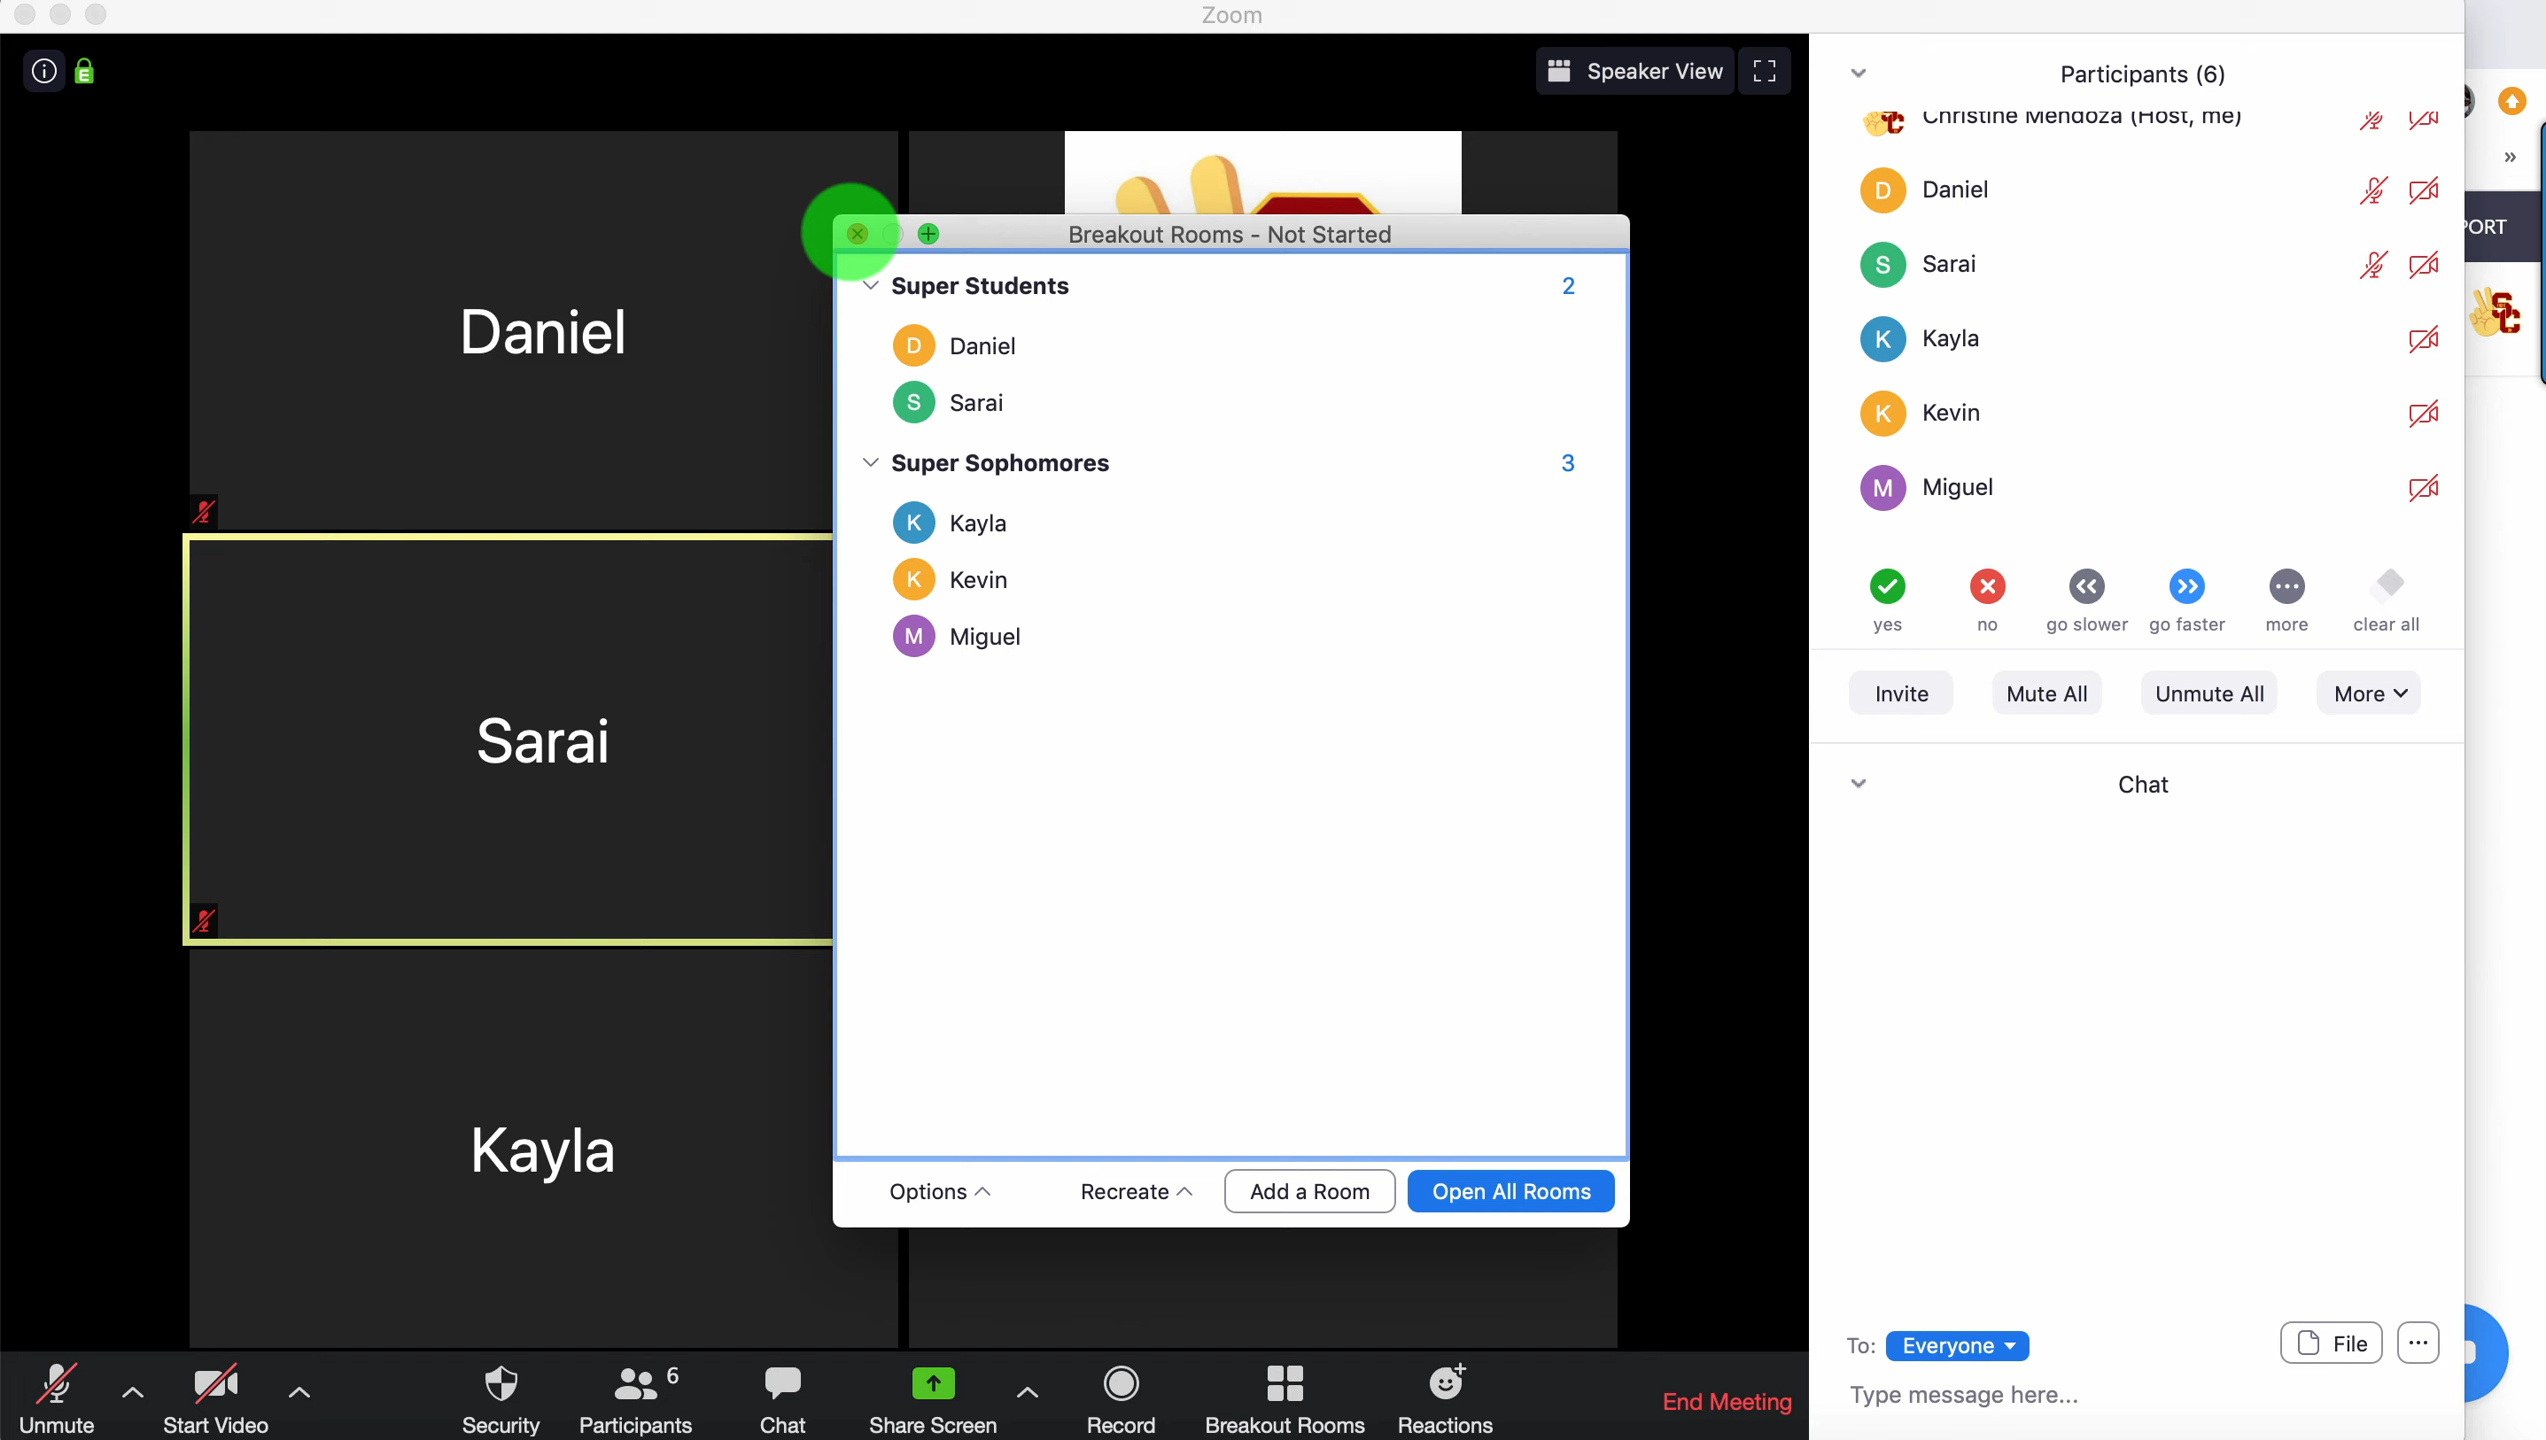 Zoom
Speaker View
Daniel
Sarai
Kayla
Breakout Rooms - Not Started
Super Students 2
D Daniel
S Sarai
Super Sophomores 3
K Kayla
K Kevin
M Miguel
Options
Recreate
Add a Room
Open All Rooms
Participants (6)
Christine Mendoza (Host, me)
D Daniel
S Sarai
K Kayla
K Kevin
M Miguel
yes no go slower go faster more clear all
Invite Mute All Unmute All More
Chat
To: Everyone File
Type message here...
PORT
6
Unmute Start Video Security Participants Chat Share Screen Record Breakout Rooms Reactions End Meeting